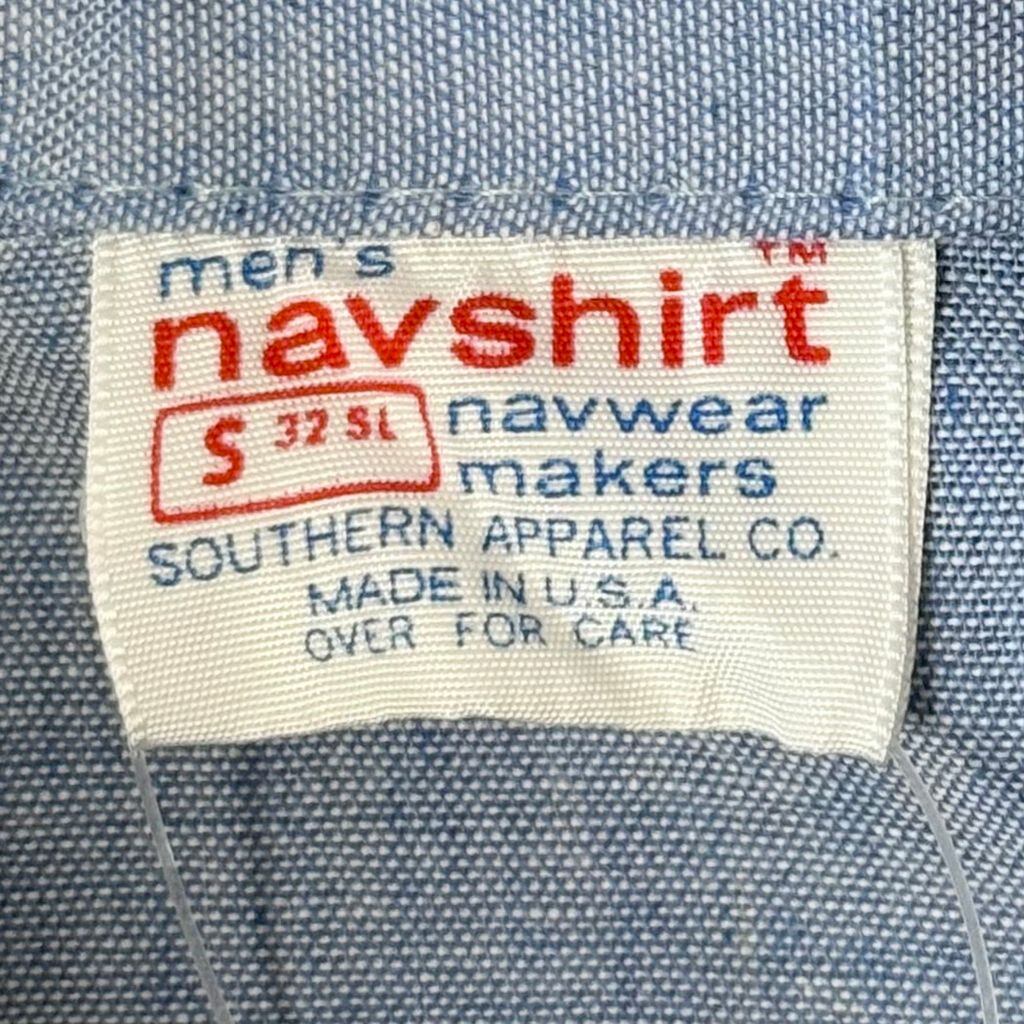 men's
navshirt™
S 32 SL
navwear
makers
SOUTHERN APPAREL CO.
MADE IN U.S.A.
OVER FOR CARE